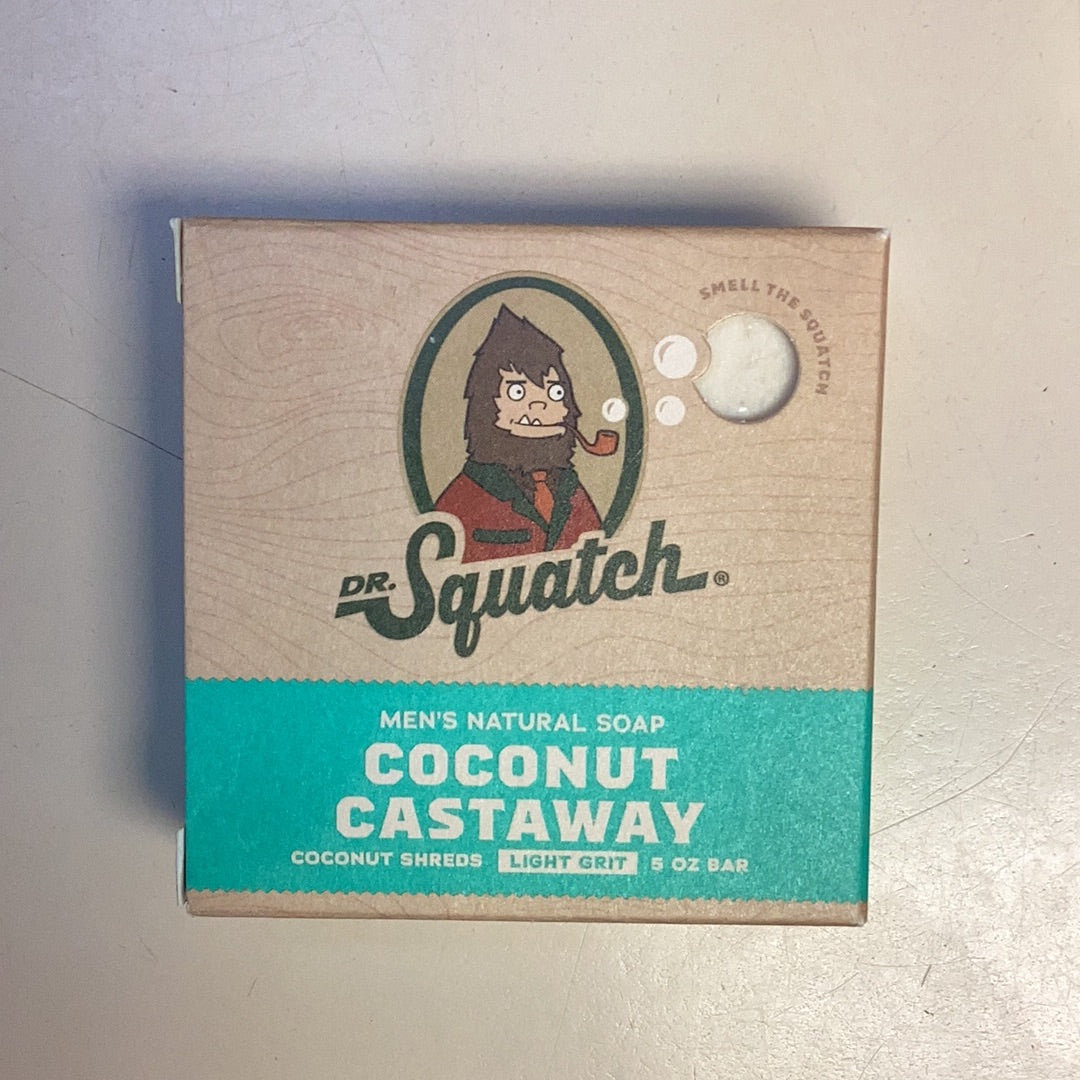 SMELL THE SQUATCH
DR. Squatch®
MEN'S NATURAL SOAP
COCONUT
CASTAWAY
COCONUT SHREDS LIGHT GRIT 5 OZ BAR